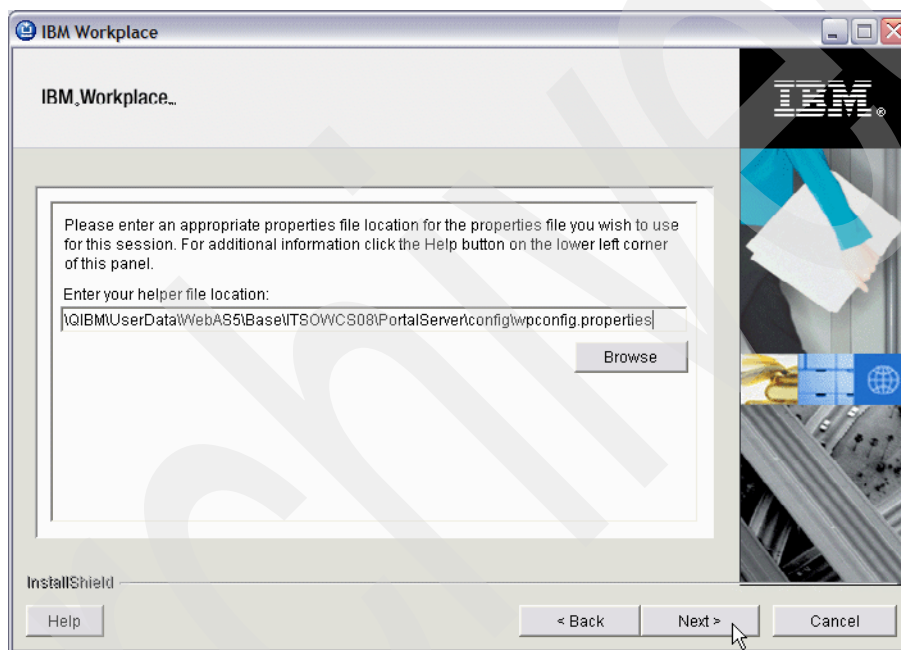 IBM Workplace
IBM Workplace™
IBM®
Please enter an appropriate properties file location for the properties file you wish to use
for this session. For additional information click the Help button on the lower left corner
of this panel.
Enter your helper file location:
\QIBM\UserData\WebAS5\Base\ITSOWCS08\PortalServer\config\wpconfig.properties
Browse
InstallShield
Help
< Back
Next >
Cancel